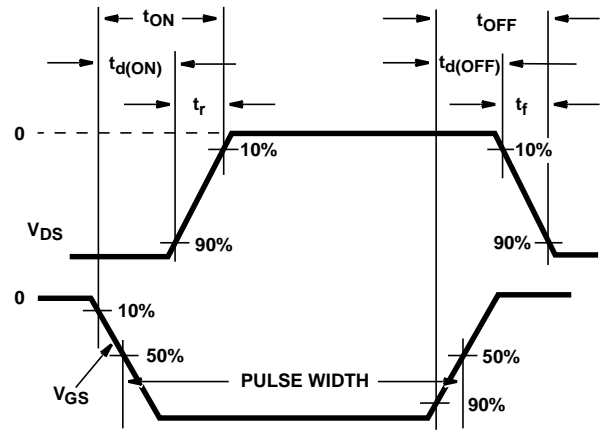 tON
tOFF
td(ON)
td(OFF)
tr
tf
0
10%
10%
VDS
90%
90%
0
10%
50%
50%
VGS
PULSE WIDTH
90%